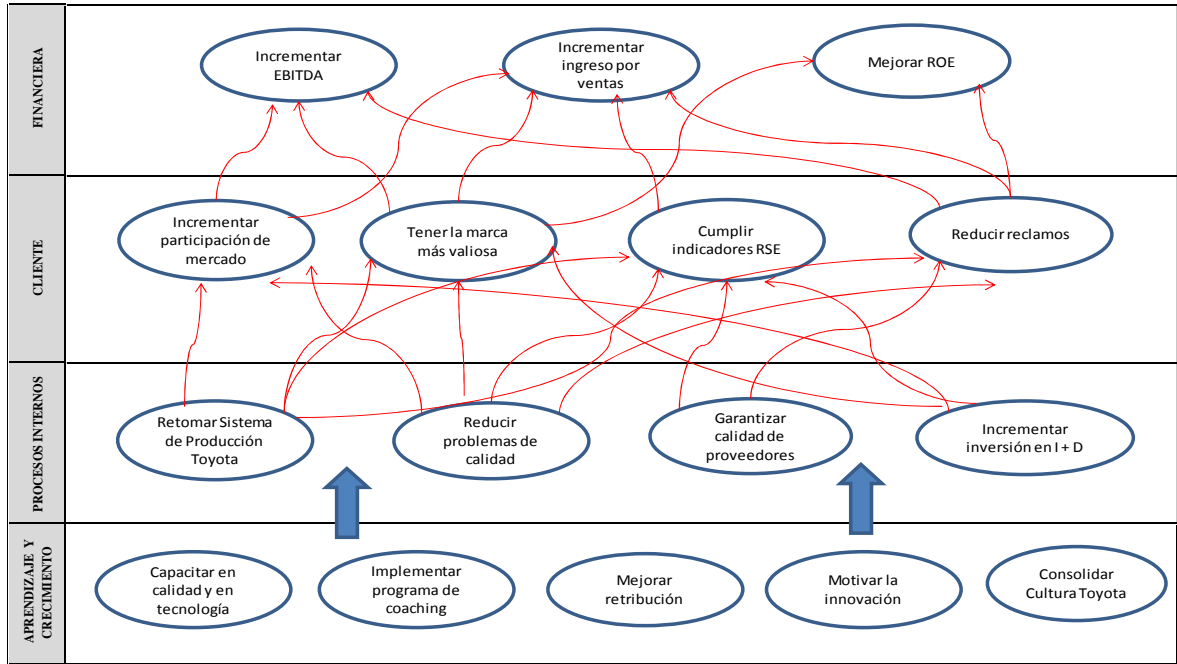 FINANCIERA
Incrementar
EBITDA
Incrementar
ingreso por
ventas
Mejorar ROE
CLIENTE
Incrementar
participación de
mercado
Tener la marca
más valiosa
Cumplir
indicadores RSE
Reducir reclamos
PROCESOS INTERNOS
Retomar Sistema
de Producción
Toyota
Reducir
problemas de
calidad
Garantizar
calidad de
proveedores
Incrementar
inversión en I + D
APRENDIZAJE Y
CRECIMIENTO
Capacitar en
calidad y en
tecnología
Implementar
programa de
coaching
Mejorar
retribución
Motivar la
innovación
Consolidar
Cultura Toyota